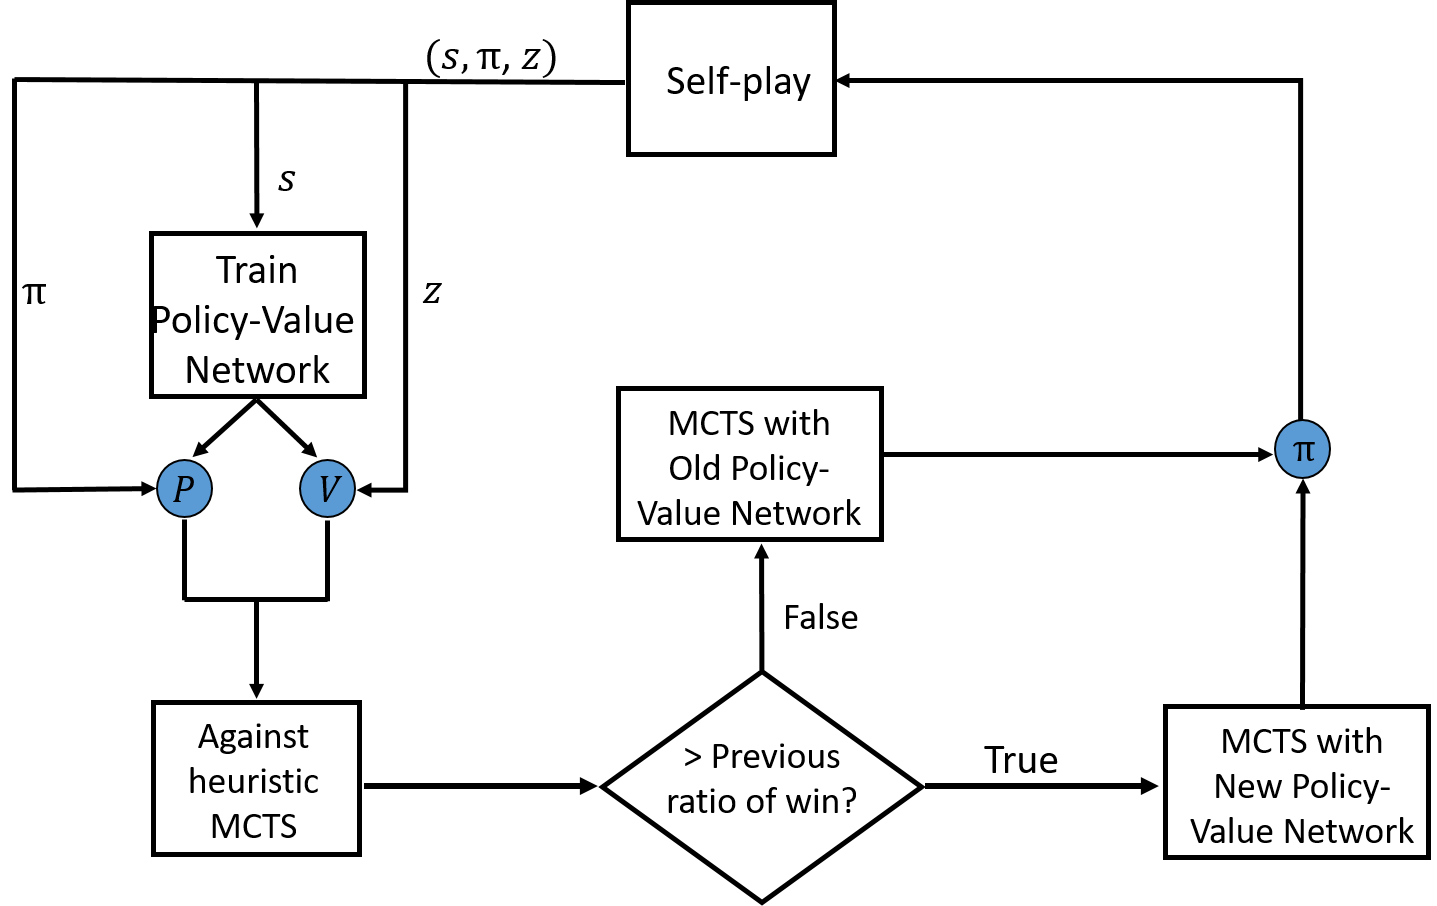 (s, π, z)
Self-play
s
π
z
Train
Policy-Value
Network
P
V
MCTS with
Old Policy-
Value Network
π
False
Against
heuristic
MCTS
> Previous
ratio of win?
True
MCTS with
New Policy-
Value Network